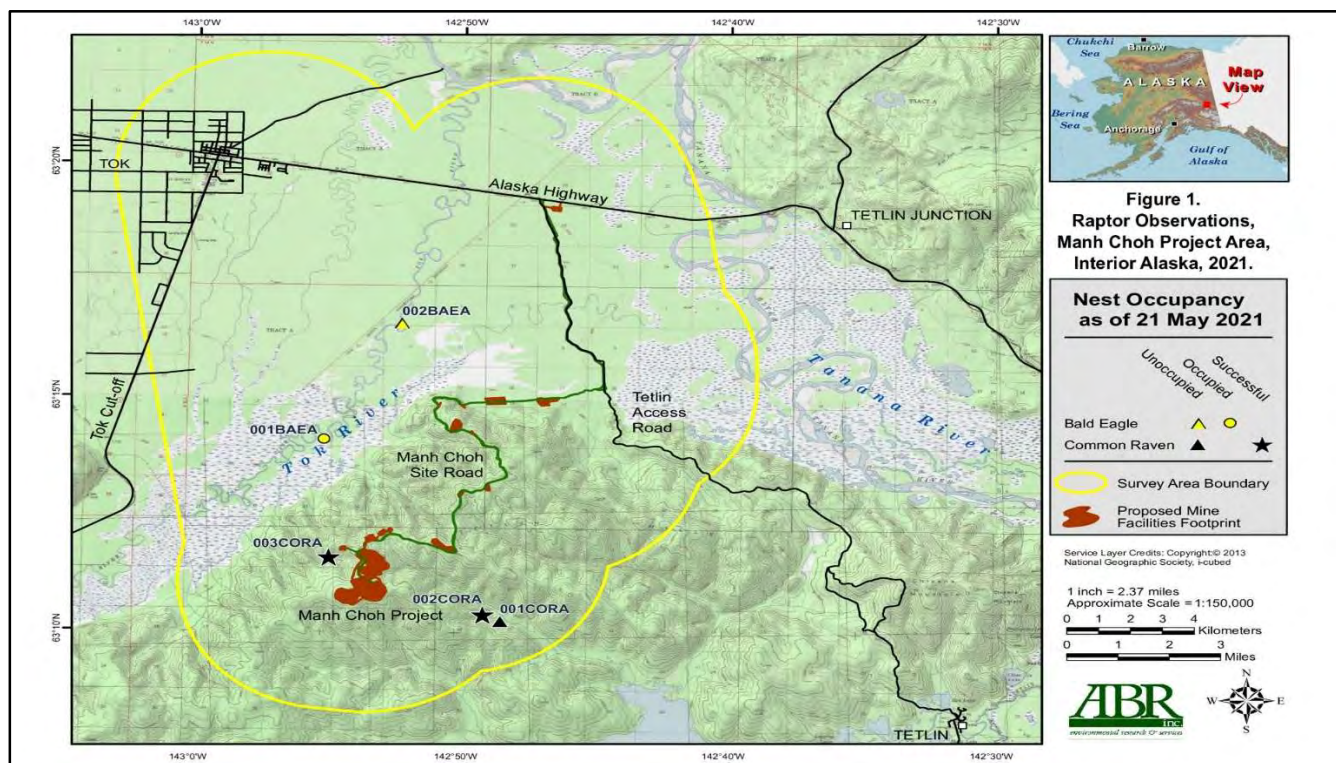 143°0'W 142°50'W 142°40'W 142°30'W
63°20'N
63°15'N
63°10'N
TOK
Alaska Highway
TETLIN JUNCTION
002BAEA
Tok Cut-off
001BAEA
Tok River
Tanana River
Tetlin
Access
Road
Manh Choh
Site Road
003CORA
Manh Choh Project
002CORA
001CORA
TETLIN
TRACT A
143°0'W 142°50'W 142°40'W 142°30'W
Chukchi
Sea
Barrow
ALASKA
Map
View
Bering
Sea
Anchorage
Gulf of
Alaska
Figure 1.
Raptor Observations,
Manh Choh Project Area,
Interior Alaska, 2021.
Nest Occupancy
as of 21 May 2021
Unoccupied
Occupied
Successful
Bald Eagle
Common Raven
Survey Area Boundary
Proposed Mine
Facilities Footprint
Service Layer Credits: Copyright:© 2013
National Geographic Society, i-cubed
1 inch = 2.37 miles
Approximate Scale = 1:150,000
0 1 2 3 4
Kilometers
0 1 2 3
Miles
ABR
inc.
environmental research & services
N
W E
S